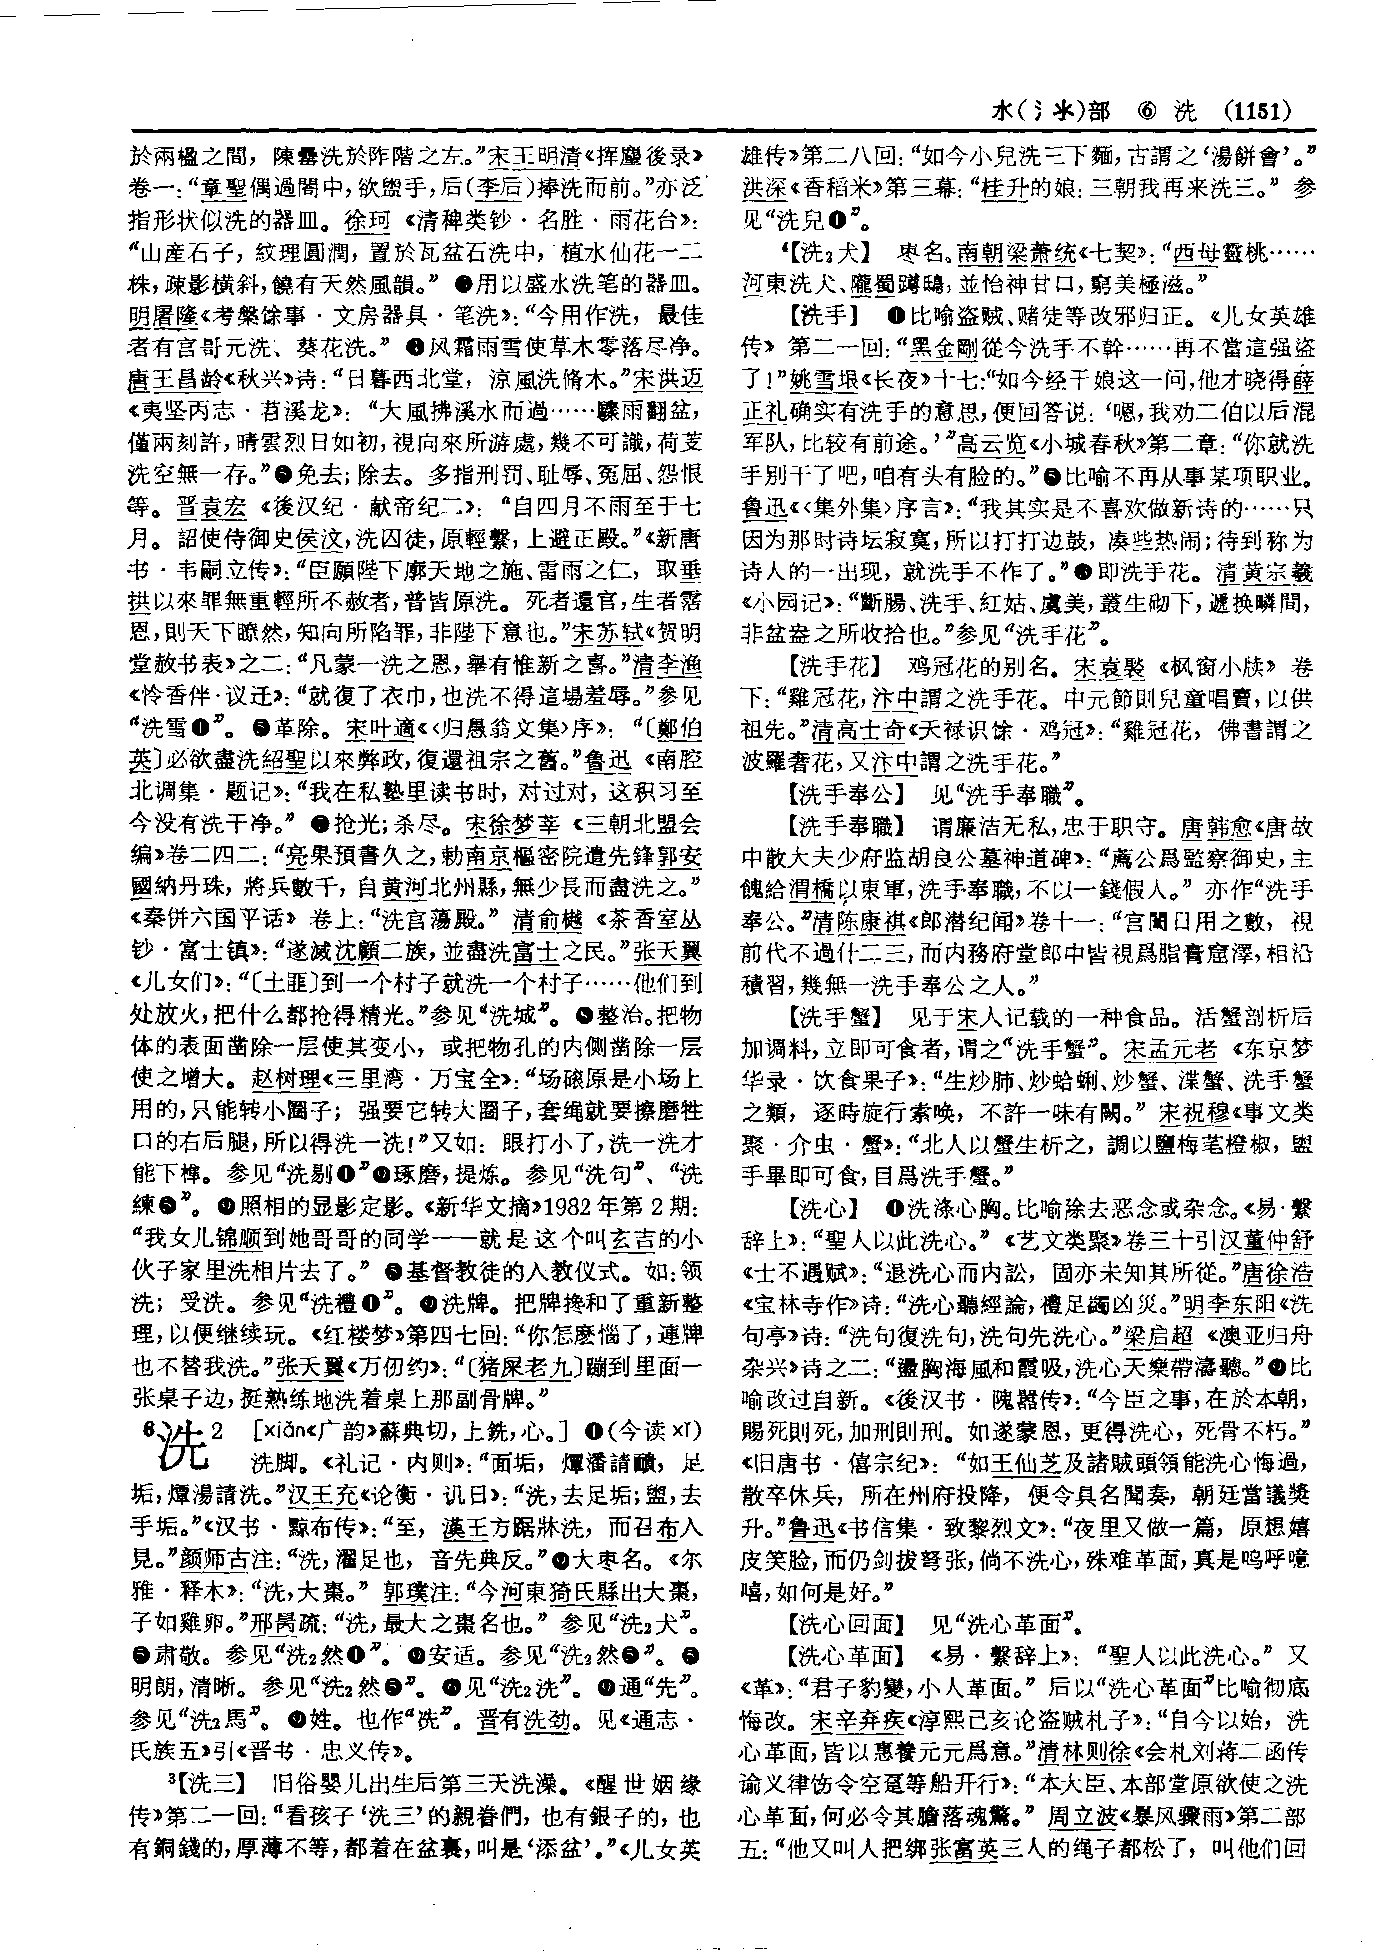 水(氵氺)部 ⑥ 洗 (1151)
於兩楹之間，陳罍洗於阼階之左。”宋王明清《挥麈後录》
卷一：“章聖偶過閤中，欲盥手，后（李后）捧洗而前。”亦泛
指形状似洗的器皿。徐珂《清稗类钞·名胜·雨花台》：
“山産石子，紋理圓潤，置於瓦盆石洗中，植水仙花一二
株，疎影橫斜，饒有天然風韻。”❸用以盛水洗笔的器皿。
明屠隆《考槃馀事·文房器具·笔洗》：“今用作洗，最佳
者有宫哥元洗、葵花洗。”❹风霜雨雪使草木零落尽净。
唐王昌龄《秋兴》诗：“日暮西北堂，涼風洗脩木。”宋洪迈
《夷坚丙志·苕溪龙》：“大風拂溪水而過……驟雨翻盆，
僅兩刻許，晴雲烈日如初，視向來所游處，幾不可識，荷芰
洗空無一存。”❺免去；除去。多指刑罚、耻辱、冤屈、怨恨
等。晋袁宏《後汉纪·献帝纪二》：“自四月不雨至于七
月。詔使侍御史侯汶，洗囚徒，原輕繫，上避正殿。”《新唐
书·韦嗣立传》：“臣願陛下廓天地之施、雷雨之仁，取垂
拱以來罪無重輕所不赦者，普皆原洗。死者還官，生者霑
恩，則天下瞭然，知向所陷罪，非陛下意也。”宋苏轼《贺明
堂赦书表》之二：“凡蒙一洗之恩，舉有惟新之喜。”清李渔
《怜香伴·议迁》：“就復了衣巾，也洗不得這場羞辱。”参见
“洗雪❶”。❻革除。宋叶適《〈归愚翁文集〉序》：“〔鄭伯
英〕必欲盡洗紹聖以來弊政，復還祖宗之舊。”鲁迅《南腔
北调集·题记》：“我在私塾里读书时，对过对，这积习至
今没有洗干净。”❼抢光；杀尽。宋徐梦莘《三朝北盟会
编》卷二四二：“亮果預書久之，勅南京樞密院遣先鋒郭安
國納丹珠，將兵數千，自黄河北州縣，無少長而盡洗之。”
《秦併六国平话》卷上：“洗宫蕩殿。”清俞樾《茶香室丛
钞·富士镇》：“遂滅沈顧二族，並盡洗富士之民。”张天翼
《儿女们》：“〔土匪〕到一个村子就洗一个村子……他们到
处放火，把什么都抢得精光。”参见“洗城”。❽整治。把物
体的表面凿除一层使其变小，或把物孔的内侧凿除一层
使之增大。赵树理《三里湾·万宝全》：“场磙原是小场上
用的，只能转小圈子；强要它转大圈子，套绳就要擦磨牲
口的右后腿，所以得洗一洗！”又如：眼打小了，洗一洗才
能下榫。参见“洗剔❶”❾琢磨，提炼。参见“洗句”、“洗
練❸”。❿照相的显影定影。《新华文摘》1982年第2期：
“我女儿锦顺到她哥哥的同学——就是这个叫玄吉的小
伙子家里洗相片去了。”⓫基督教徒的入教仪式。如：领
洗；受洗。参见“洗禮❶”。⓬洗牌。把牌搀和了重新整
理，以便继续玩。《红楼梦》第四七回：“你怎麽惱了，連牌
也不替我洗。”张天翼《万仞约》：“〔猪屎老九〕蹦到里面一
张桌子边，挺熟练地洗着桌上那副骨牌。”
6洗2 ［xiǎn《广韵》蘇典切，上銑，心。］❶（今读xǐ）
洗脚。《礼记·内则》：“面垢，燂潘請靧，足
垢，燂湯請洗。”汉王充《论衡·讥日》：“洗，去足垢；盥，去
手垢。”《汉书·黥布传》：“至，漢王方踞牀洗，而召布入
見。”颜师古注：“洗，濯足也，音先典反。”❷大枣名。《尔
雅·释木》：“洗，大棗。”郭璞注：“今河東猗氏縣出大棗，
子如雞卵。”邢昺疏：“洗，最大之棗名也。”参见“洗2犬”。
❸肃敬。参见“洗2然❶”。❹安适。参见“洗2然❷”。❺
明朗，清晰。参见“洗2然❸”。❻见“洗2洗”。❼通“先”。
参见“洗2馬”。❽姓。也作“冼”。晋有洗劲。见《通志·
氏族五》引《晋书·忠义传》。
3【洗三】 旧俗婴儿出生后第三天洗澡。《醒世姻缘
传》第二一回：“看孩子‘洗三’的親眷們，也有銀子的，也
有銅錢的，厚薄不等，都着在盆裏，叫是‘添盆’。”《儿女英
雄传》第二八回：“如今小兒洗三下麵，古謂之‘湯餅會’。”
洪深《香稻米》第三幕：“桂升的娘：三朝我再来洗三。”参
见“洗兒❶”。
4【洗2犬】 枣名。南朝梁萧统《七契》：“西母靈桃……
河東洗犬、隴蜀蹲鴟，並怡神甘口，窮美極滋。”
【洗手】 ❶比喻盗贼、赌徒等改邪归正。《儿女英雄
传》第二一回：“黑金剛從今洗手不幹……再不當這强盜
了！”姚雪垠《长夜》十七：“如今经干娘这一问，他才晓得薛
正礼确实有洗手的意思，便回答说：‘嗯，我劝二伯以后混
军队，比较有前途。’”高云览《小城春秋》第二章：“你就洗
手别干了吧，咱有头有脸的。”❷比喻不再从事某项职业。
鲁迅《〈集外集〉序言》：“我其实是不喜欢做新诗的……只
因为那时诗坛寂寞，所以打打边鼓，凑些热闹；待到称为
诗人的一出现，就洗手不作了。”❸即洗手花。清黄宗羲
《小园记》：“斷腸、洗手、紅姑、虞美，叢生砌下，遞换瞬間，
非盆盎之所收拾也。”参见“洗手花”。
【洗手花】 鸡冠花的别名。宋袁褧《枫窗小牍》卷
下：“雞冠花，汴中謂之洗手花。中元節則兒童唱賣，以供
祖先。”清高士奇《天禄识馀·鸡冠》：“雞冠花，佛書謂之
波羅奢花，又汴中謂之洗手花。”
【洗手奉公】 见“洗手奉職”。
【洗手奉職】 谓廉洁无私，忠于职守。唐韩愈《唐故
中散大夫少府监胡良公墓神道碑》：“薦公爲監察御史，主
餽給渭橋以東軍，洗手奉職，不以一錢假人。”亦作“洗手
奉公。”清陈康祺《郎潜纪闻》卷十一：“宫闈日用之數，視
前代不過什二三，而内務府堂郎中皆視爲脂膏窟澤，相沿
積習，幾無一洗手奉公之人。”
【洗手蟹】 见于宋人记载的一种食品。活蟹剖析后
加调料，立即可食者，谓之“洗手蟹”。宋孟元老《东京梦
华录·饮食果子》：“生炒肺、炒蛤蜊、炒蟹、渫蟹、洗手蟹
之類，逐時旋行索唤，不許一味有闕。”宋祝穆《事文类
聚·介虫·蟹》：“北人以蟹生析之，調以鹽梅芼橙椒，盥
手畢即可食，目爲洗手蟹。”
【洗心】 ❶洗涤心胸。比喻除去恶念或杂念。《易·繫
辞上》：“聖人以此洗心。”《艺文类聚》卷三十引汉董仲舒
《士不遇赋》：“退洗心而内訟，固亦未知其所從。”唐徐浩
《宝林寺作》诗：“洗心聽經論，禮足蠲凶災。”明李东阳《洗
句亭》诗：“洗句復洗句，洗句先洗心。”梁启超《澳亚归舟
杂兴》诗之二：“盪胸海風和霞吸，洗心天樂帶濤聽。”❷比
喻改过自新。《後汉书·隗嚣传》：“今臣之事，在於本朝，
賜死則死，加刑則刑。如遂蒙恩，更得洗心，死骨不朽。”
《旧唐书·僖宗纪》：“如王仙芝及諸賊頭領能洗心悔過，
散卒休兵，所在州府投降，便令具名聞奏，朝廷當議獎
升。”鲁迅《书信集·致黎烈文》：“夜里又做一篇，原想嬉
皮笑脸，而仍剑拔弩张，倘不洗心，殊难革面，真是呜呼噫
嘻，如何是好。”
【洗心回面】 见“洗心革面”。
【洗心革面】 《易·繫辞上》：“聖人以此洗心。”又
《革》：“君子豹變，小人革面。”后以“洗心革面”比喻彻底
悔改。宋辛弃疾《淳熙己亥论盗贼札子》：“自今以始，洗
心革面，皆以惠養元元爲意。”清林则徐《会札刘蒋二函传
谕义律饬令空趸等船开行》：“本大臣、本部堂原欲使之洗
心革面，何必令其膽落魂驚。”周立波《暴风骤雨》第二部
五：“他又叫人把绑张富英三人的绳子都松了，叫他们回